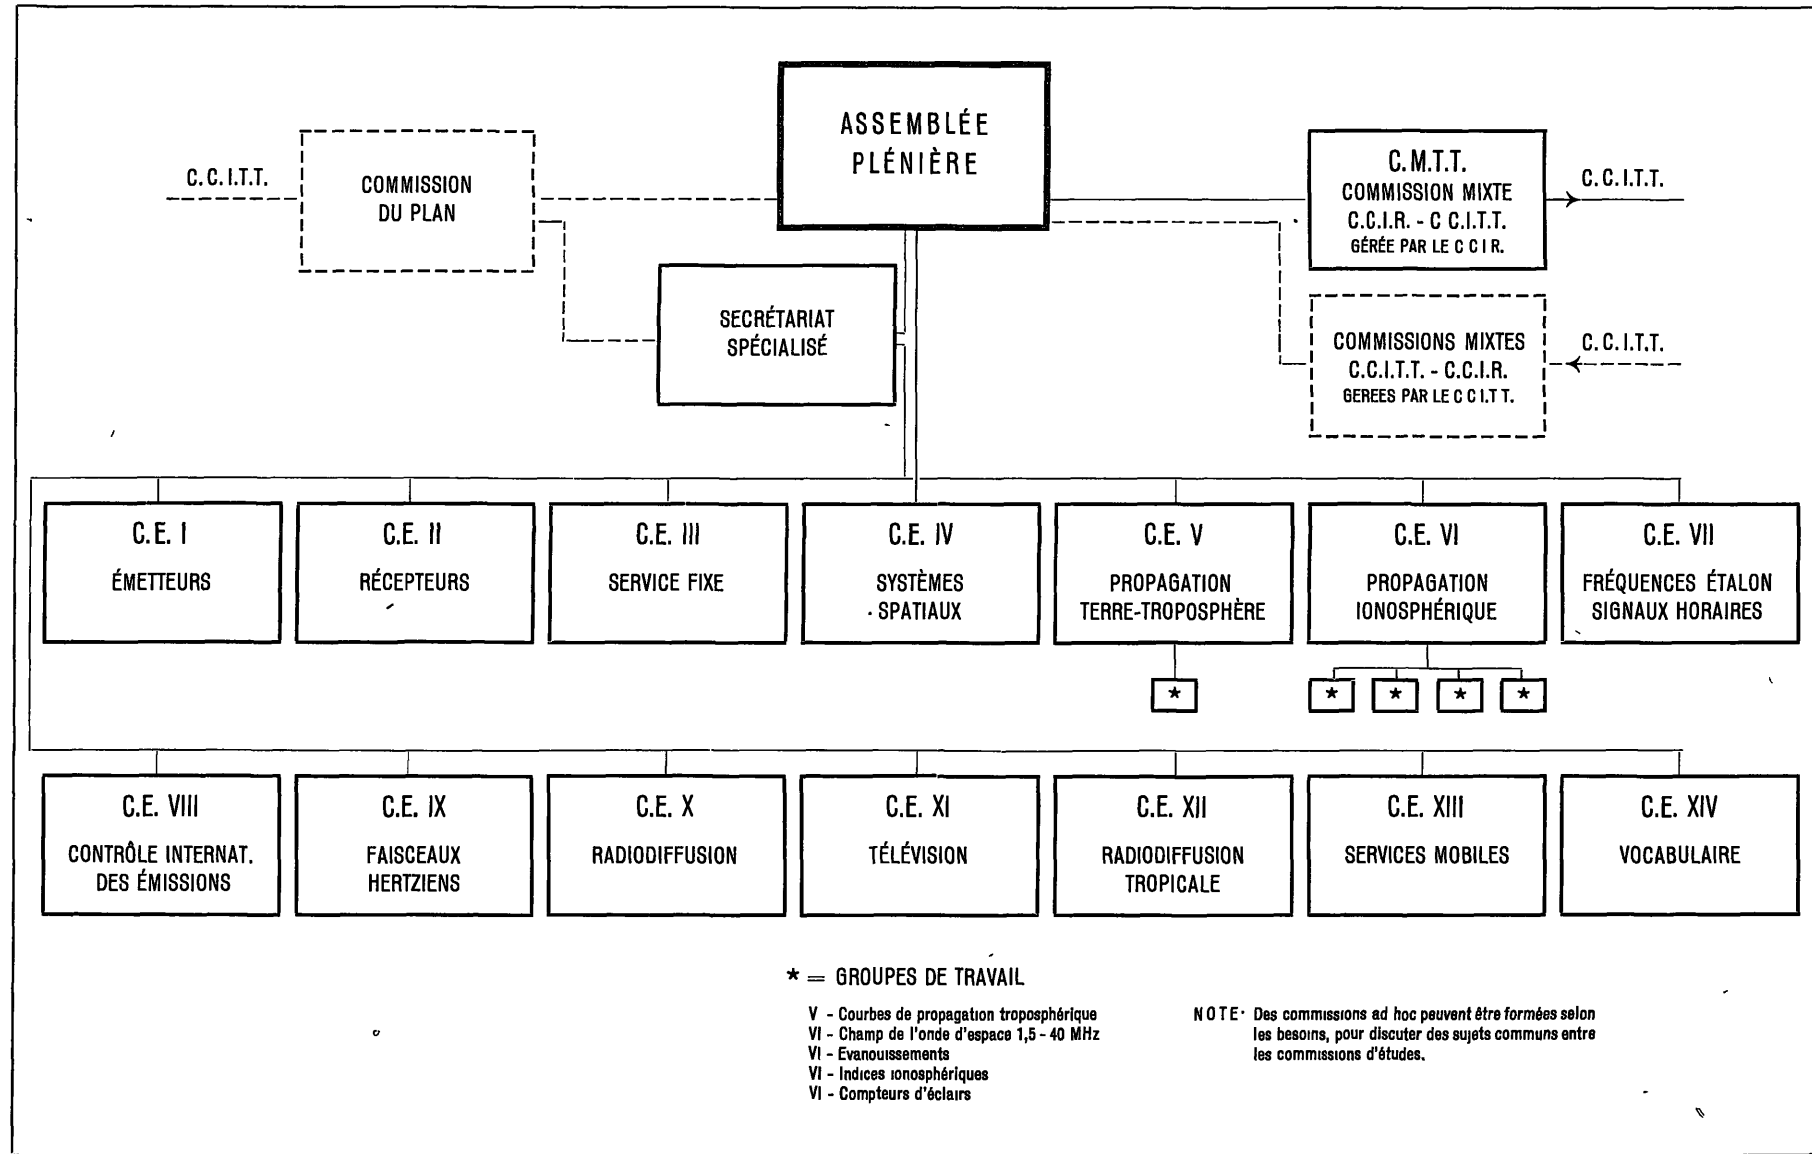 ASSEMBLÉE
PLÉNIÈRE
C.C.I.T.T.
COMMISSION
DU PLAN
C.M.T.T.
COMMISSION MIXTE
C.C.I.R. - C C.I.T.T.
GÉRÉE PAR LE C C I R.
C.C.I.T.T.
SECRÉTARIAT
SPÉCIALISÉ
COMMISSIONS MIXTES
C.C.I.T.T. - C.C.I.R.
GEREES PAR LE C C I.T T.
C.C.I.T.T.
C.E. I
ÉMETTEURS
C.E. II
RÉCEPTEURS
C.E. III
SERVICE FIXE
C.E. IV
SYSTÈMES
SPATIAUX
C.E. V
PROPAGATION
TERRE-TROPOSPHÈRE
C.E. VI
PROPAGATION
IONOSPHÉRIQUE
C.E. VII
FRÉQUENCES ÉTALON
SIGNAUX HORAIRES
*
* * * *
C.E. VIII
CONTRÔLE INTERNAT.
DES ÉMISSIONS
C.E. IX
FAISCEAUX
HERTZIENS
C.E. X
RADIODIFFUSION
C.E. XI
TÉLÉVISION
C.E. XII
RADIODIFFUSION
TROPICALE
C.E. XIII
SERVICES MOBILES
C.E. XIV
VOCABULAIRE
* = GROUPES DE TRAVAIL
V - Courbes de propagation troposphérique
VI - Champ de l'onde d'espace 1,5 - 40 MHz
VI - Evanouissements
VI - Indices ionosphériques
VI - Compteurs d'éclairs
NOTE· Des commissions ad hoc peuvent être formées selon
les besoins, pour discuter des sujets communs entre
les commissions d'études.